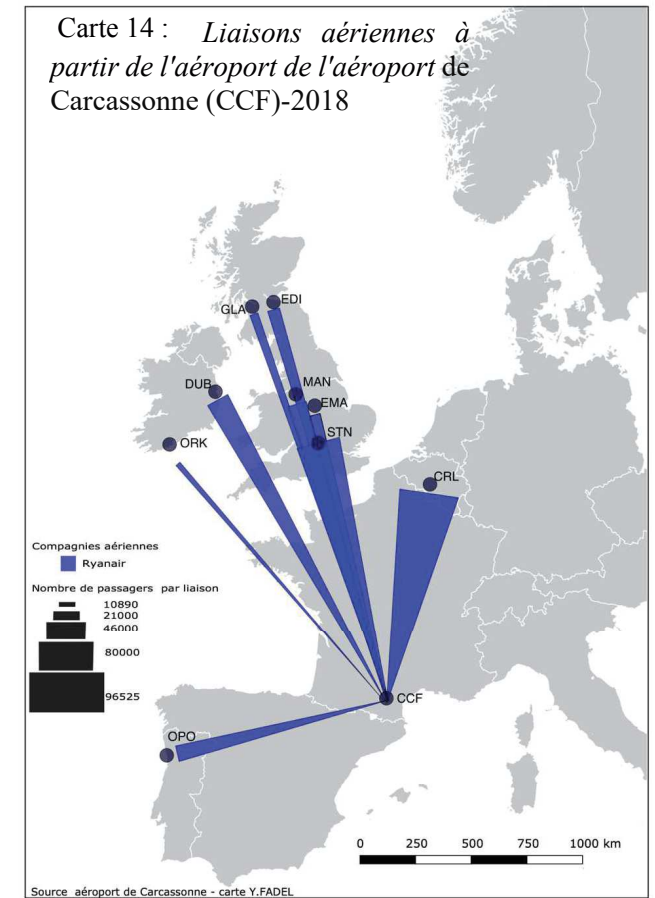 Carte 14 : Liaisons aériennes à
partir de l'aéroport de l'aéroport de
Carcassonne (CCF)-2018
EDI
GLA
MAN
DUB
EMA
STN
ORK
CRL
Compagnies aériennes
Ryanair
Nombre de passagers par liaison
10890
21000
46000
80000
96525
CCF
OPO
0 250 500 750 1000 km
Source aéroport de Carcassonne - carte Y.FADEL